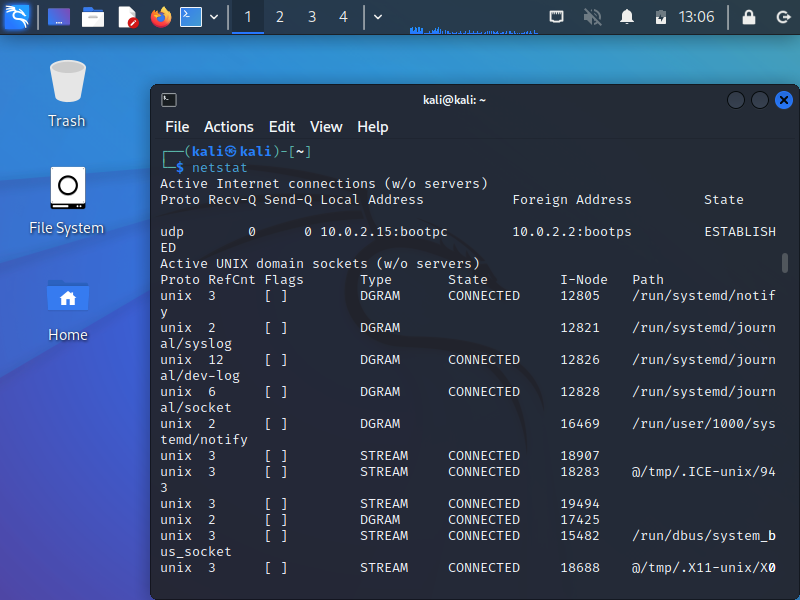 1 2 3 4 13:06
Trash
File System
Home
kali@kali: ~
File Actions Edit View Help
┌──(kali㉿kali)-[~]
└─$ netstat
Active Internet connections (w/o servers)
Proto Recv-Q Send-Q Local Address           Foreign Address         State
udp        0      0 10.0.2.15:bootpc        10.0.2.2:bootps         ESTABLISH
ED
Active UNIX domain sockets (w/o servers)
Proto RefCnt Flags       Type       State         I-Node   Path
unix  3      [ ]         DGRAM      CONNECTED     12805    /run/systemd/notif
y
unix  2      [ ]         DGRAM                    12821    /run/systemd/journ
al/syslog
unix  12     [ ]         DGRAM      CONNECTED     12826    /run/systemd/journ
al/dev-log
unix  6      [ ]         DGRAM      CONNECTED     12828    /run/systemd/journ
al/socket
unix  2      [ ]         DGRAM                    16469    /run/user/1000/sys
temd/notify
unix  3      [ ]         STREAM     CONNECTED     18907
unix  3      [ ]         STREAM     CONNECTED     18283    @/tmp/.ICE-unix/94
3
unix  3      [ ]         STREAM     CONNECTED     19494
unix  2      [ ]         DGRAM      CONNECTED     17425
unix  3      [ ]         STREAM     CONNECTED     15482    /run/dbus/system_b
us_socket
unix  3      [ ]         STREAM     CONNECTED     18688    @/tmp/.X11-unix/X0